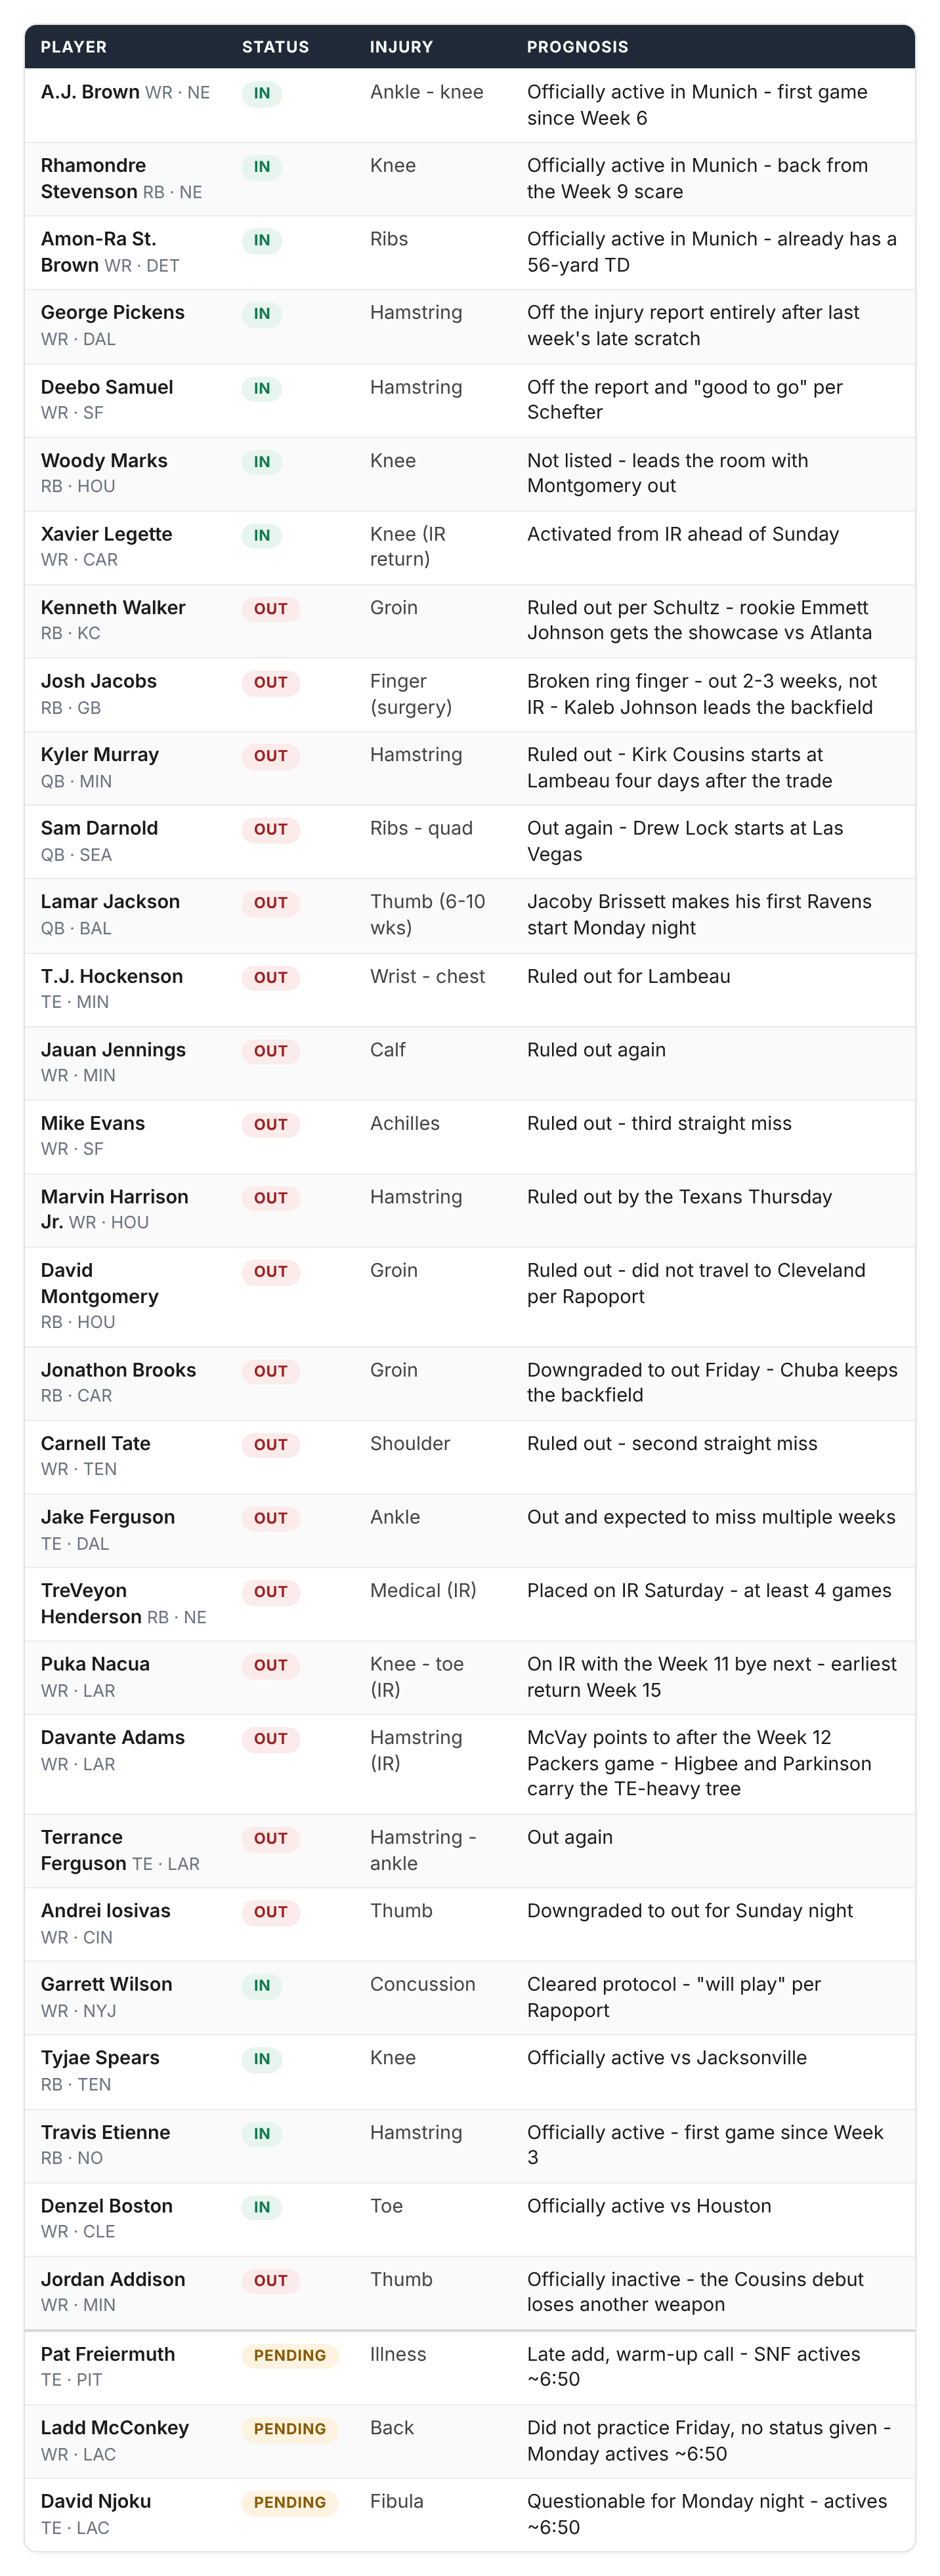 PLAYER STATUS INJURY PROGNOSIS
A.J. Brown WR · NE IN Ankle - knee Officially active in Munich - first game
since Week 6
Rhamondre IN Knee Officially active in Munich - back from
Stevenson RB · NE the Week 9 scare
Amon-Ra St. IN Ribs Officially active in Munich - already has a
Brown WR · DET 56-yard TD
George Pickens IN Hamstring Off the injury report entirely after last
WR · DAL week's late scratch
Deebo Samuel IN Hamstring Off the report and "good to go" per
WR · SF Schefter
Woody Marks IN Knee Not listed - leads the room with
RB · HOU Montgomery out
Xavier Legette IN Knee (IR Activated from IR ahead of Sunday
WR · CAR return)
Kenneth Walker OUT Groin Ruled out per Schultz - rookie Emmett
RB · KC Johnson gets the showcase vs Atlanta
Josh Jacobs OUT Finger Broken ring finger - out 2-3 weeks, not
RB · GB (surgery) IR - Kaleb Johnson leads the backfield
Kyler Murray OUT Hamstring Ruled out - Kirk Cousins starts at
QB · MIN Lambeau four days after the trade
Sam Darnold OUT Ribs - quad Out again - Drew Lock starts at Las
QB · SEA Vegas
Lamar Jackson OUT Thumb (6-10 Jacoby Brissett makes his first Ravens
QB · BAL wks) start Monday night
T.J. Hockenson OUT Wrist - chest Ruled out for Lambeau
TE · MIN
Jauan Jennings OUT Calf Ruled out again
WR · MIN
Mike Evans OUT Achilles Ruled out - third straight miss
WR · SF
Marvin Harrison OUT Hamstring Ruled out by the Texans Thursday
Jr. WR · HOU
David OUT Groin Ruled out - did not travel to Cleveland
Montgomery per Rapoport
RB · HOU
Jonathon Brooks OUT Groin Downgraded to out Friday - Chuba keeps
RB · CAR the backfield
Carnell Tate OUT Shoulder Ruled out - second straight miss
WR · TEN
Jake Ferguson OUT Ankle Out and expected to miss multiple weeks
TE · DAL
TreVeyon OUT Medical (IR) Placed on IR Saturday - at least 4 games
Henderson RB · NE
Puka Nacua OUT Knee - toe On IR with the Week 11 bye next - earliest
WR · LAR (IR) return Week 15
Davante Adams OUT Hamstring McVay points to after the Week 12
WR · LAR (IR) Packers game - Higbee and Parkinson
carry the TE-heavy tree
Terrance OUT Hamstring - Out again
Ferguson TE · LAR ankle
Andrei Iosivas OUT Thumb Downgraded to out for Sunday night
WR · CIN
Garrett Wilson IN Concussion Cleared protocol - "will play" per
WR · NYJ Rapoport
Tyjae Spears IN Knee Officially active vs Jacksonville
RB · TEN
Travis Etienne IN Hamstring Officially active - first game since Week
RB · NO 3
Denzel Boston IN Toe Officially active vs Houston
WR · CLE
Jordan Addison OUT Thumb Officially inactive - the Cousins debut
WR · MIN loses another weapon
Pat Freiermuth PENDING Illness Late add, warm-up call - SNF actives
TE · PIT ~6:50
Ladd McConkey PENDING Back Did not practice Friday, no status given -
WR · LAC Monday actives ~6:50
David Njoku PENDING Fibula Questionable for Monday night - actives
TE · LAC ~6:50